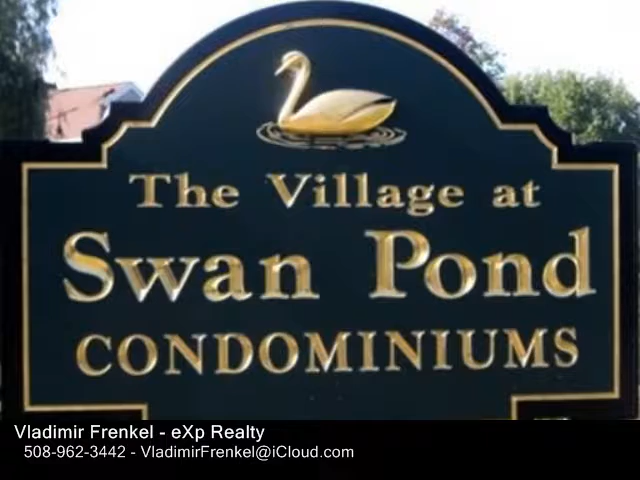 The Village at
Swan Pond
CONDOMINIUMS
Vladimir Frenkel - eXp Realty
508-962-3442 - VladimirFrenkel@iCloud.com